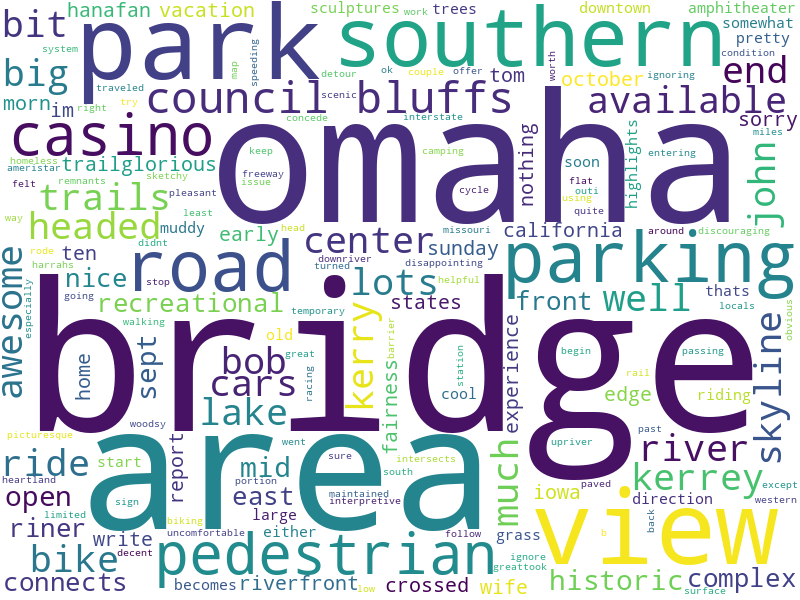 hanafan vacation sculptures work trees downtown amphitheater
bit park southern somewhat
system pretty
big traveled map speeding detour ok couple offer tom october worth condition ignoring end
morn im try council bluffs available
right scenic concede interstate sorry
casino omaha nothing highlights john
homeless trailglorious keep camping soon entering miles
ameristar felt remnants sketchy issue freeway cycle flat outi
trails pleasant using
way least quite
headed muddy early center head missouri california around discouraging
rode ten sunday
harrahs didnt downriver disappointing
awesome especially nice road stop turned lots helpful parking
going temporary states front well thats
recreational locals
walking old kerry barrier experience skyline obvious
home sept great station begin passing
bridge
bob rail
cars racing cool edge riding
woodsy lake fairness
picturesque went upriver past
area river
ride start report mid sure intersects much view
heartland south kerrey except
open sign portion maintained interpretive iowa direction western
limited east large paved back
riner biking
write uncomfortable either follow grass b
bike decent pedestrian ignore
greattook
connects becomes riverfront low crossed wife historic complex
surface